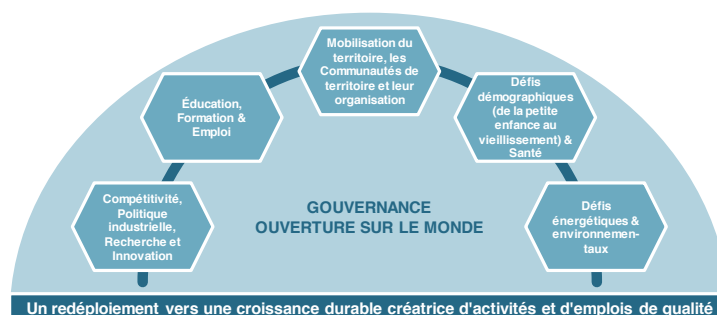 Mobilisation du
territoire, les
Communautés de
territoire et leur
organisation
Éducation,
Formation &
Emploi
Défis
démographiques
(de la petite
enfance au
vieillissement) &
Santé
Compétitivité,
Politique
industrielle,
Recherche et
Innovation
GOUVERNANCE
OUVERTURE SUR LE MONDE
Défis
énergétiques &
environnemen-
taux
Un redéploiement vers une croissance durable créatrice d'activités et d'emplois de qualité